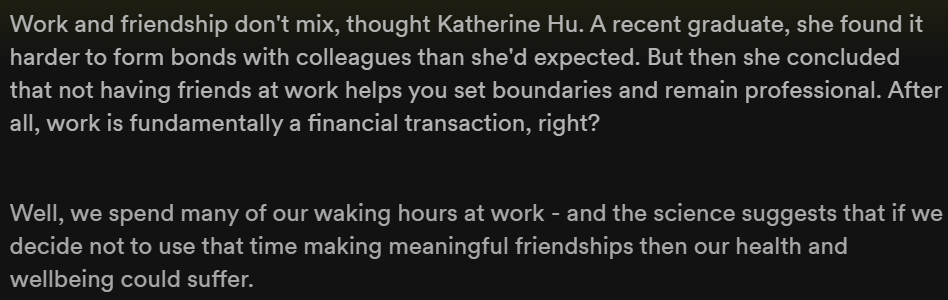 Work and friendship don't mix, thought Katherine Hu. A recent graduate, she found it
harder to form bonds with colleagues than she'd expected. But then she concluded
that not having friends at work helps you set boundaries and remain professional. After
all, work is fundamentally a financial transaction, right?
Well, we spend many of our waking hours at work - and the science suggests that if we
decide not to use that time making meaningful friendships then our health and
wellbeing could suffer.